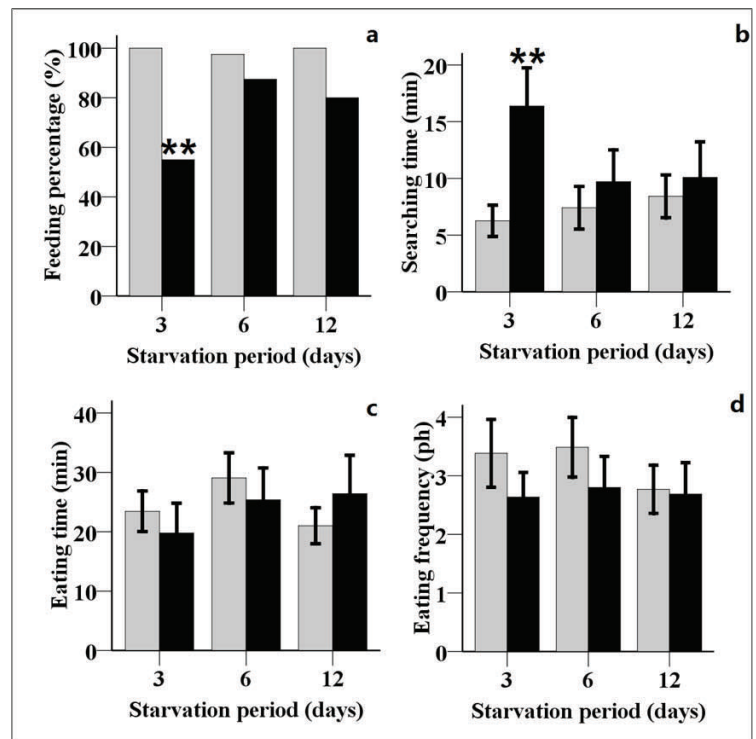 a
Feeding percentage (%)
100
80
60
40
20
0
**
3 6 12
Starvation period (days)
b
Searching time (min)
20
15
10
5
0
**
3 6 12
Starvation period (days)
c
Eating time (min)
40
30
20
10
0
3 6 12
Starvation period (days)
d
Eating frequency (ph)
4
3
2
1
0
3 6 12
Starvation period (days)